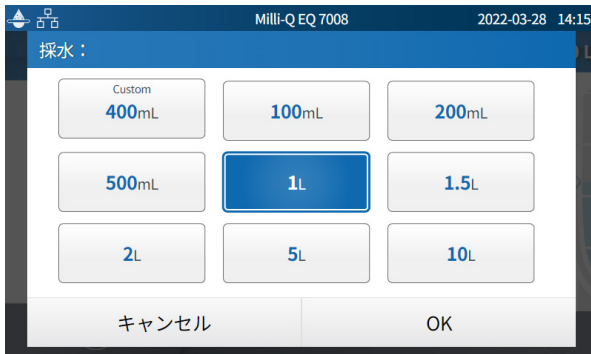 Milli-Q EQ 7008 2022-03-28 14:15
採水：
Custom
400mL 100mL 200mL
500mL 1L 1.5L
2L 5L 10L
キャンセル OK